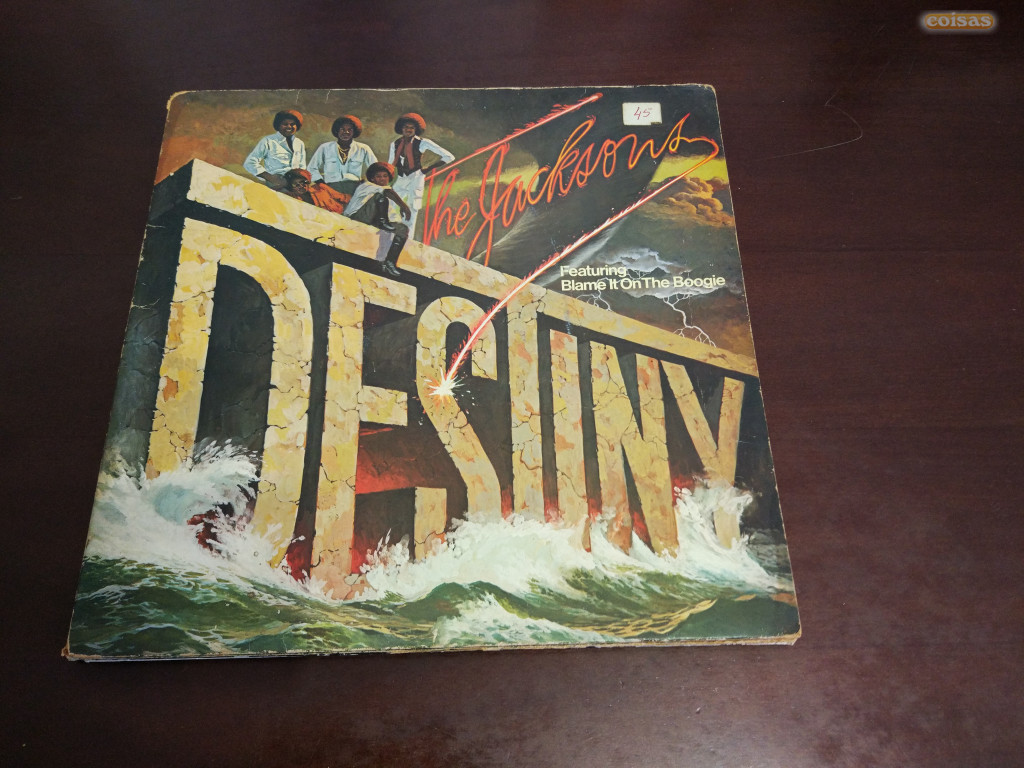 coisas
45
The Jacksons
Featuring
Blame It On The Boogie
DESTINY